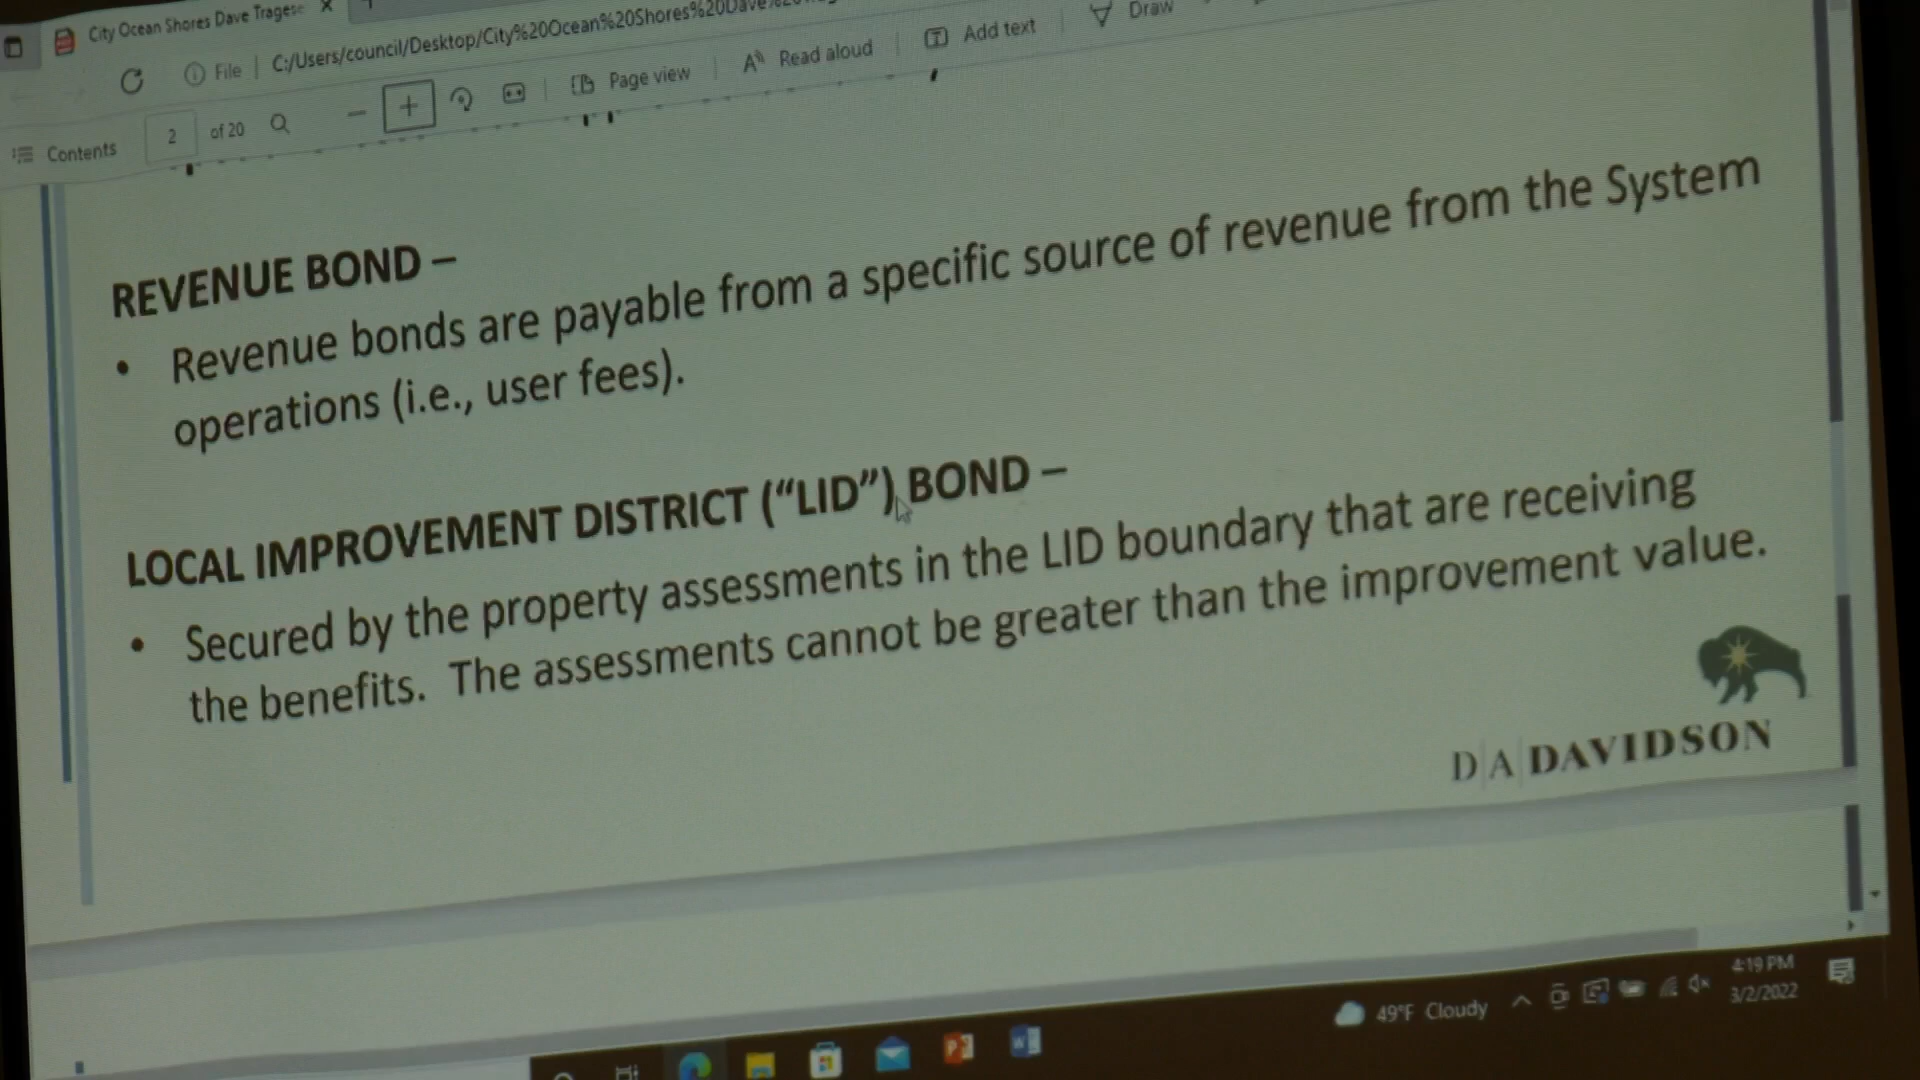 City Ocean Shores Dave Tragese
File
C:/Users/council/Desktop/City%20Ocean%20Shores%20Dave%20
Contents
2 of 20
Page view
Read aloud
Add text
Draw
REVENUE BOND –
• Revenue bonds are payable from a specific source of revenue from the System
operations (i.e., user fees).
LOCAL IMPROVEMENT DISTRICT (“LID”) BOND –
• Secured by the property assessments in the LID boundary that are receiving
the benefits. The assessments cannot be greater than the improvement value.
D|A|DAVIDSON
49°F Cloudy
4:19 PM
3/2/2022